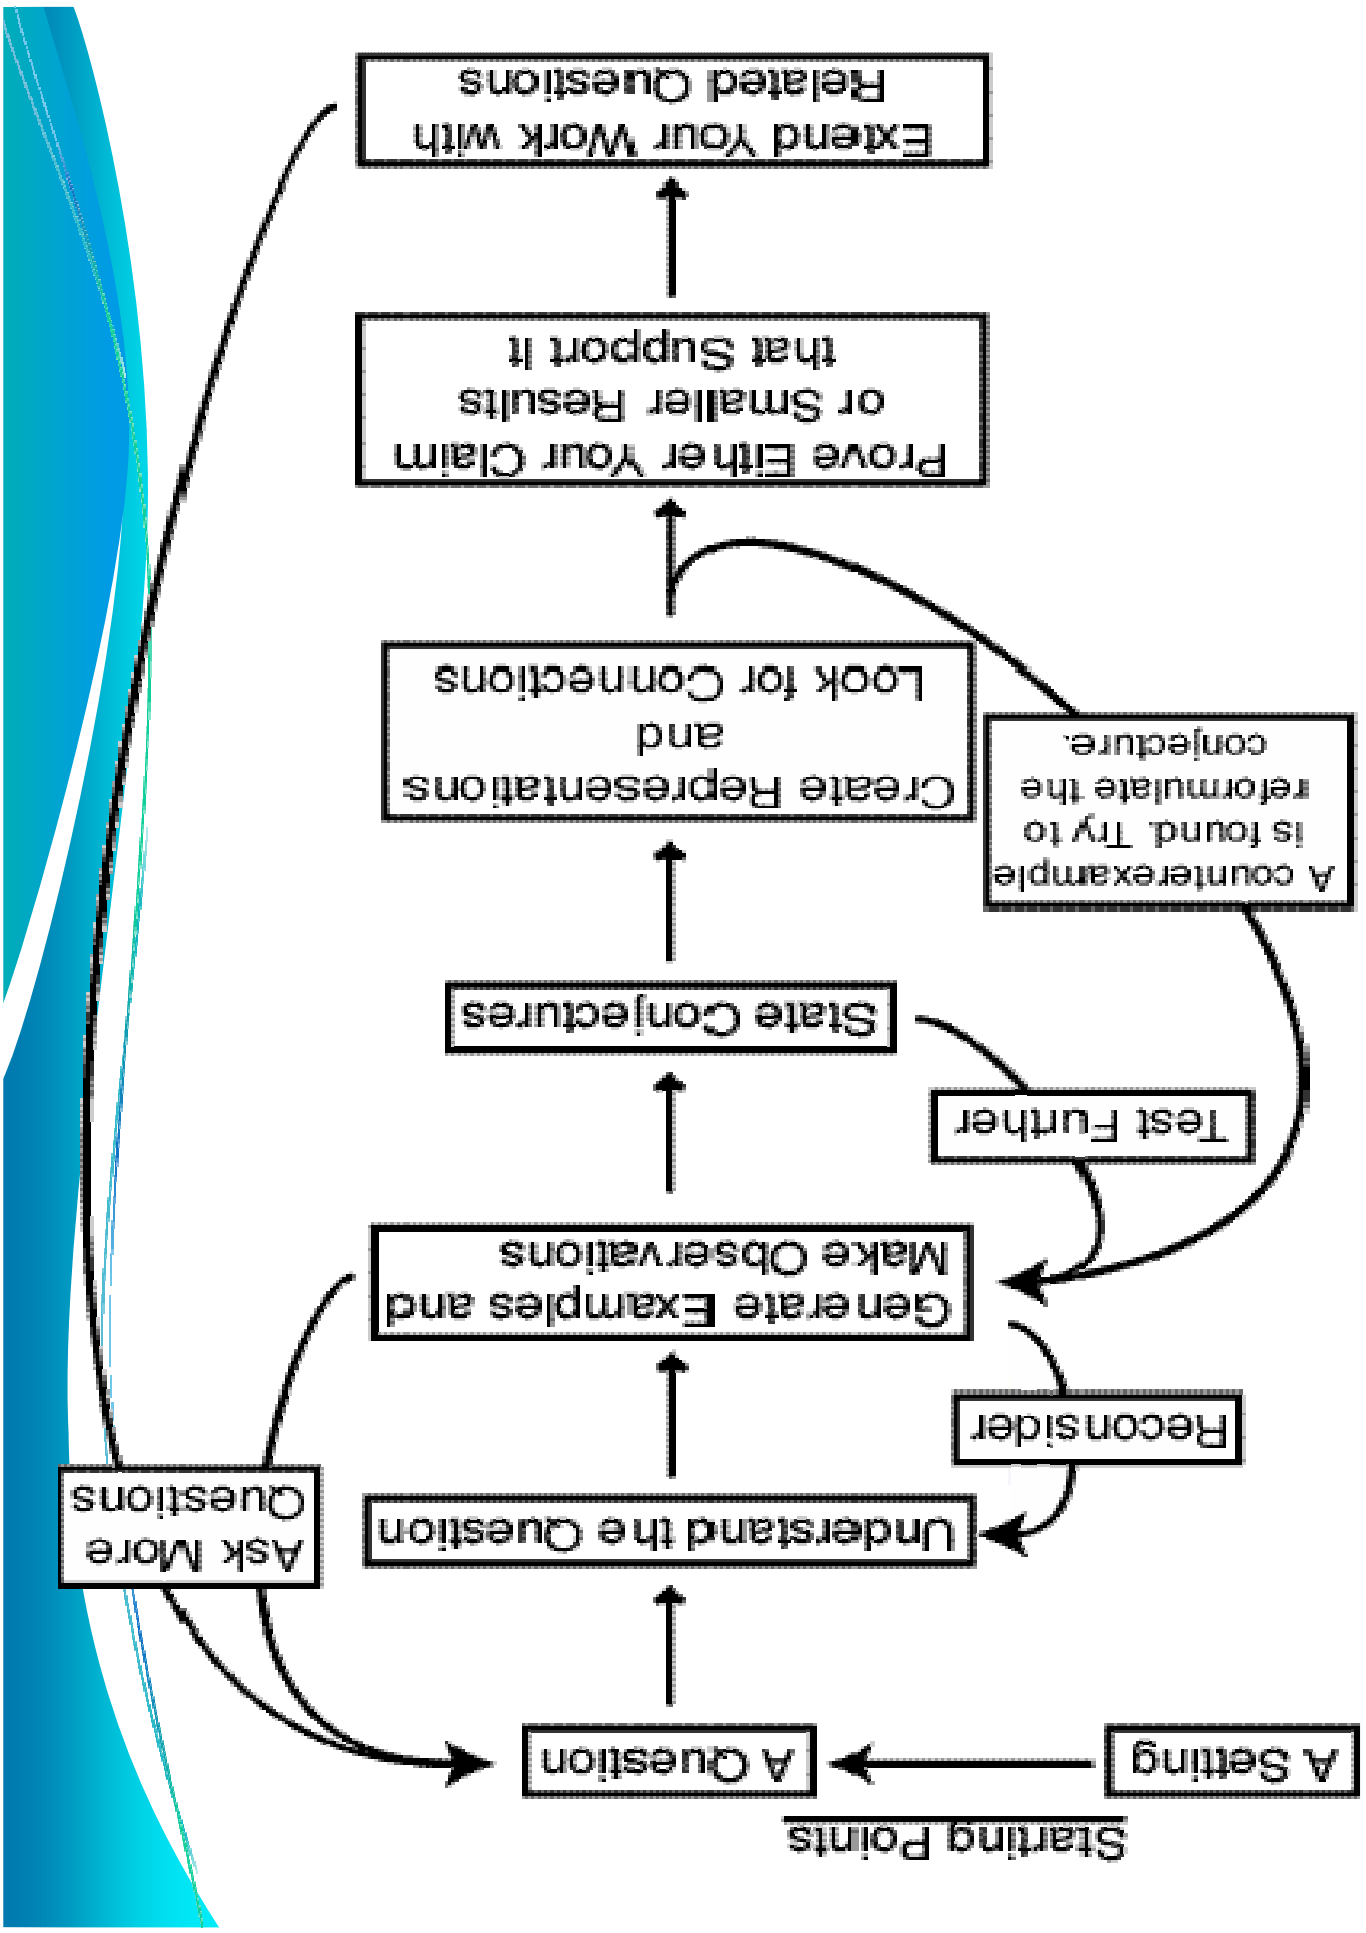 Starting Points
A Setting
A Question
Understand the Question
Reconsider
Ask More
Questions
Generate Examples and
Make Observations
Test Further
State Conjectures
A counterexample
is found. Try to
reformulate the
conjecture.
Create Representations
and
Look for Connections
Prove Either Your Claim
or Smaller Results
that Support It
Extend Your Work with
Related Questions